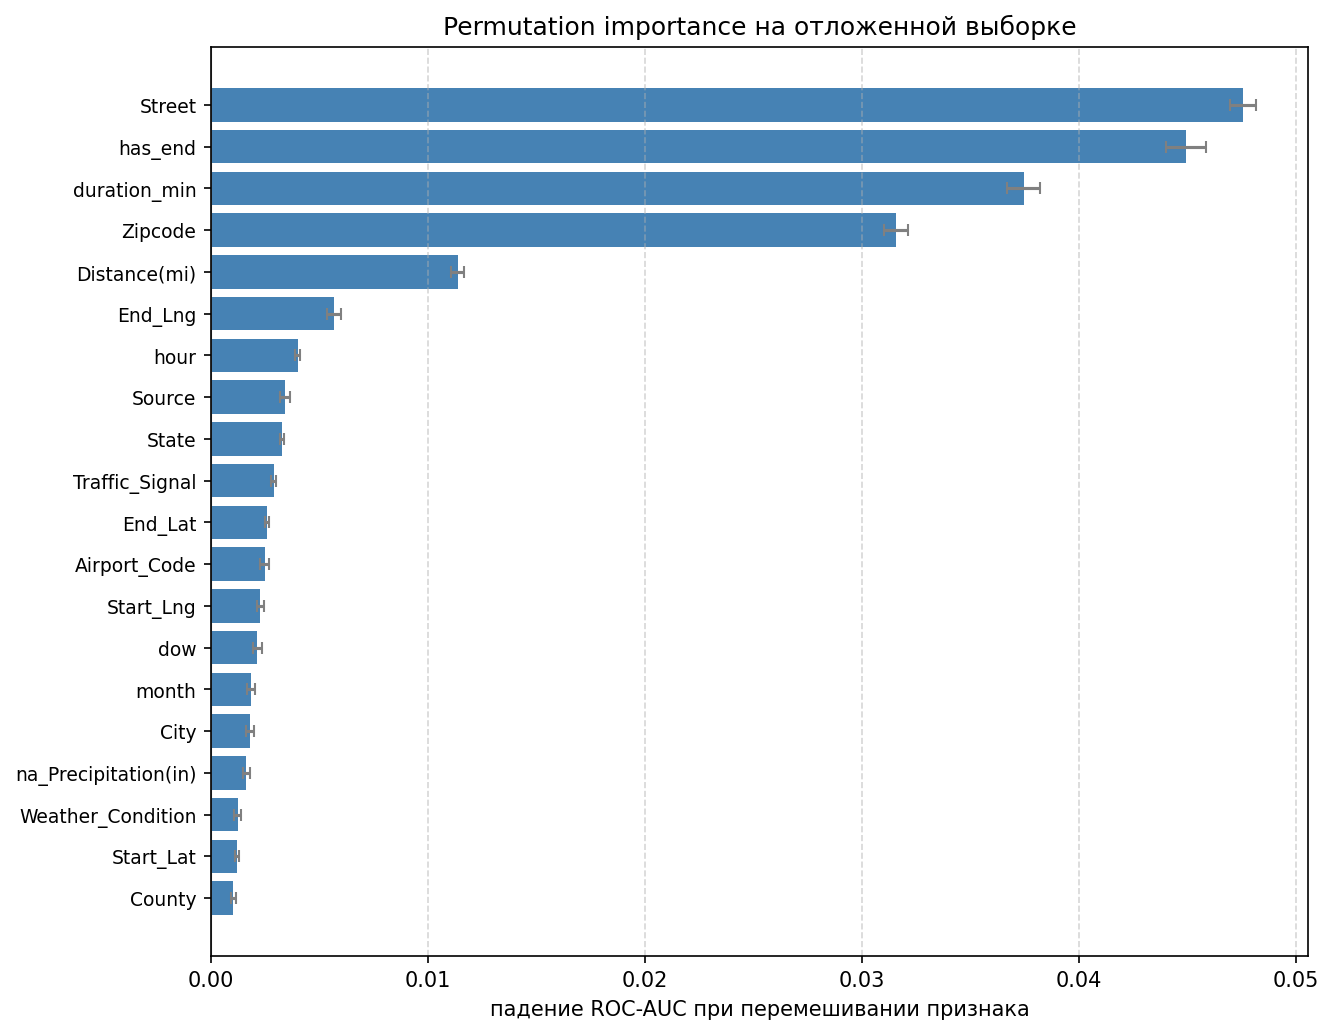 Permutation importance на отложенной выборке
Street
has_end
duration_min
Zipcode
Distance(mi)
End_Lng
hour
Source
State
Traffic_Signal
End_Lat
Airport_Code
Start_Lng
dow
month
City
na_Precipitation(in)
Weather_Condition
Start_Lat
County
0.00 0.01 0.02 0.03 0.04 0.05
падение ROC-AUC при перемешивании признака